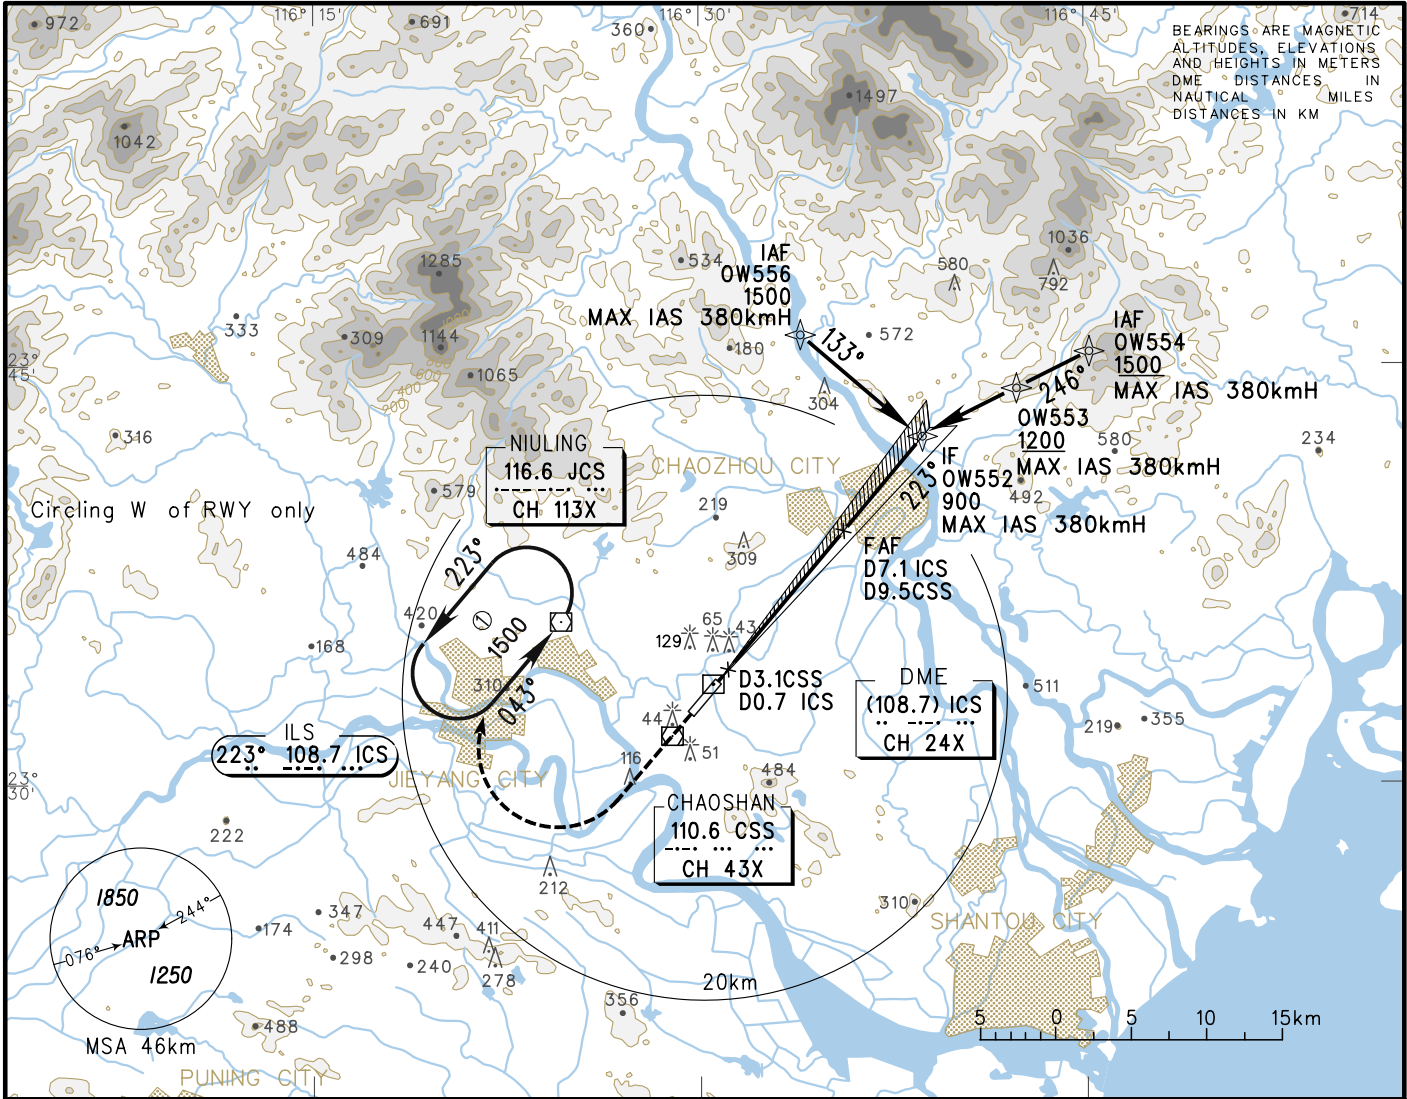 116° 15'
116° 30'
116° 45'
972
691
360
714
BEARINGS ARE MAGNETIC
ALTITUDES, ELEVATIONS
AND HEIGHTS IN METERS
DME DISTANCES IN
NAUTICAL MILES
DISTANCES IN KM
1497
1042
1036
580
792
534
1285
IAF
OW556
1500
MAX IAS 380kmH
133°
572
180
304
IAF
OW554
1500
MAX IAS 380kmH
246°
OW553
1200
MAX IAS 380kmH
580
234
492
333
309
1144
1065
600
400
200
23°
45'
316
579
NIULING
116.6 JCS
CH 113X
CHAOZHOU CITY
223°
IF
OW552
900
MAX IAS 380kmH
219
309
FAF
D7.1 ICS
D9.5CSS
Circling W of RWY only
484
420
168
223°
1
1500
043°
310
129
65
43
D3.1CSS
D0.7 ICS
DME
(108.7) ICS
CH 24X
511
219
355
44
51
116
ILS
223° 108.7 ICS
JIEYANG CITY
23°
30'
484
CHAOSHAN
110.6 CSS
CH 43X
222
212
310
SHANTOU CITY
1850
244°
ARP
076°
1250
MSA 46km
347
174
298
447
411
240
278
488
356
20km
5 0 5 10 15km
PUNING CITY